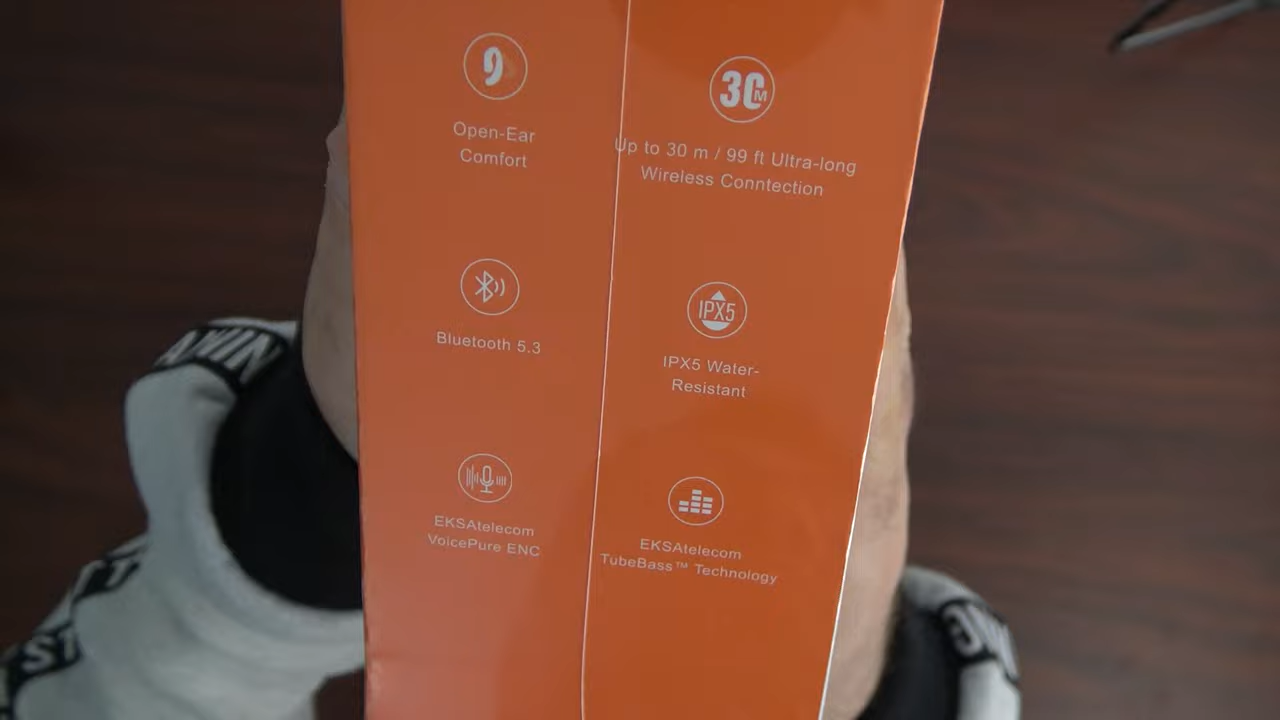 Open-Ear
Comfort
30M
Up to 30 m / 99 ft Ultra-long
Wireless Conntection
Bluetooth 5.3
IPX5
IPX5 Water-
Resistant
EKSAtelecom
VoicePure ENC
EKSAtelecom
TubeBass™ Technology